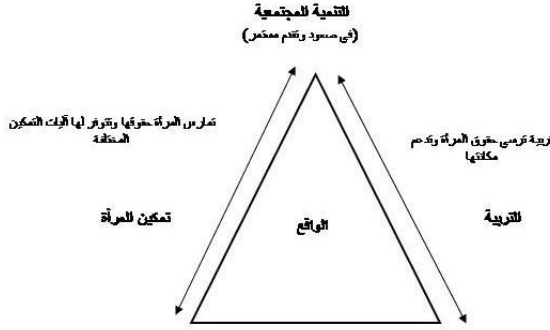 التنمية المجتمعية
(في صعود وتقدم مستمر)
تمارس المرأة حقوقها وتتوفر لها آليات التمكين
المختلفة
تربية ترسي حقوق المرأة وتدعم
مكانتها
تمكين المرأة
الواقع
التربية